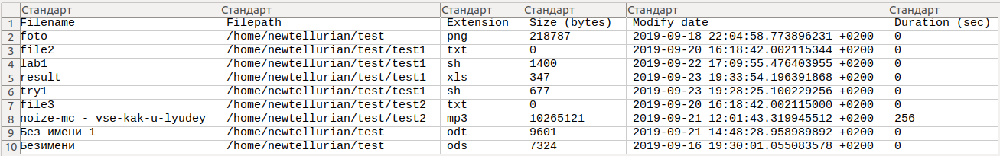 Стандарт Стандарт Стандарт Стандарт Стандарт Стандарт
1 Filename Filepath Extension Size (bytes) Modify date Duration (sec)
2 foto /home/newtellurian/test png 218787 2019-09-18 22:04:58.773896231 +0200 0
3 file2 /home/newtellurian/test/test1 txt 0 2019-09-20 16:18:42.002115344 +0200 0
4 lab1 /home/newtellurian/test/test1 sh 1400 2019-09-22 17:09:55.476403955 +0200 0
5 result /home/newtellurian/test/test1 xls 347 2019-09-23 19:33:54.196391868 +0200 0
6 try1 /home/newtellurian/test/test1 sh 677 2019-09-23 19:28:25.100229256 +0200 0
7 file3 /home/newtellurian/test/test2 txt 0 2019-09-20 16:18:42.002115000 +0200 0
8 noize-mc_-_vse-kak-u-lyudey /home/newtellurian/test/test2 mp3 10265121 2019-09-21 12:01:43.319945512 +0200 256
9 Без имени 1 /home/newtellurian/test odt 9601 2019-09-21 14:48:28.958989892 +0200 0
10 Безимени /home/newtellurian/test ods 7324 2019-09-16 19:30:01.055083578 +0200 0